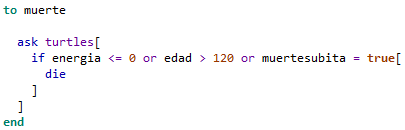 to muerte
ask turtles[
if energia <= 0 or edad > 120 or muertesubita = true[
die
]
]
end